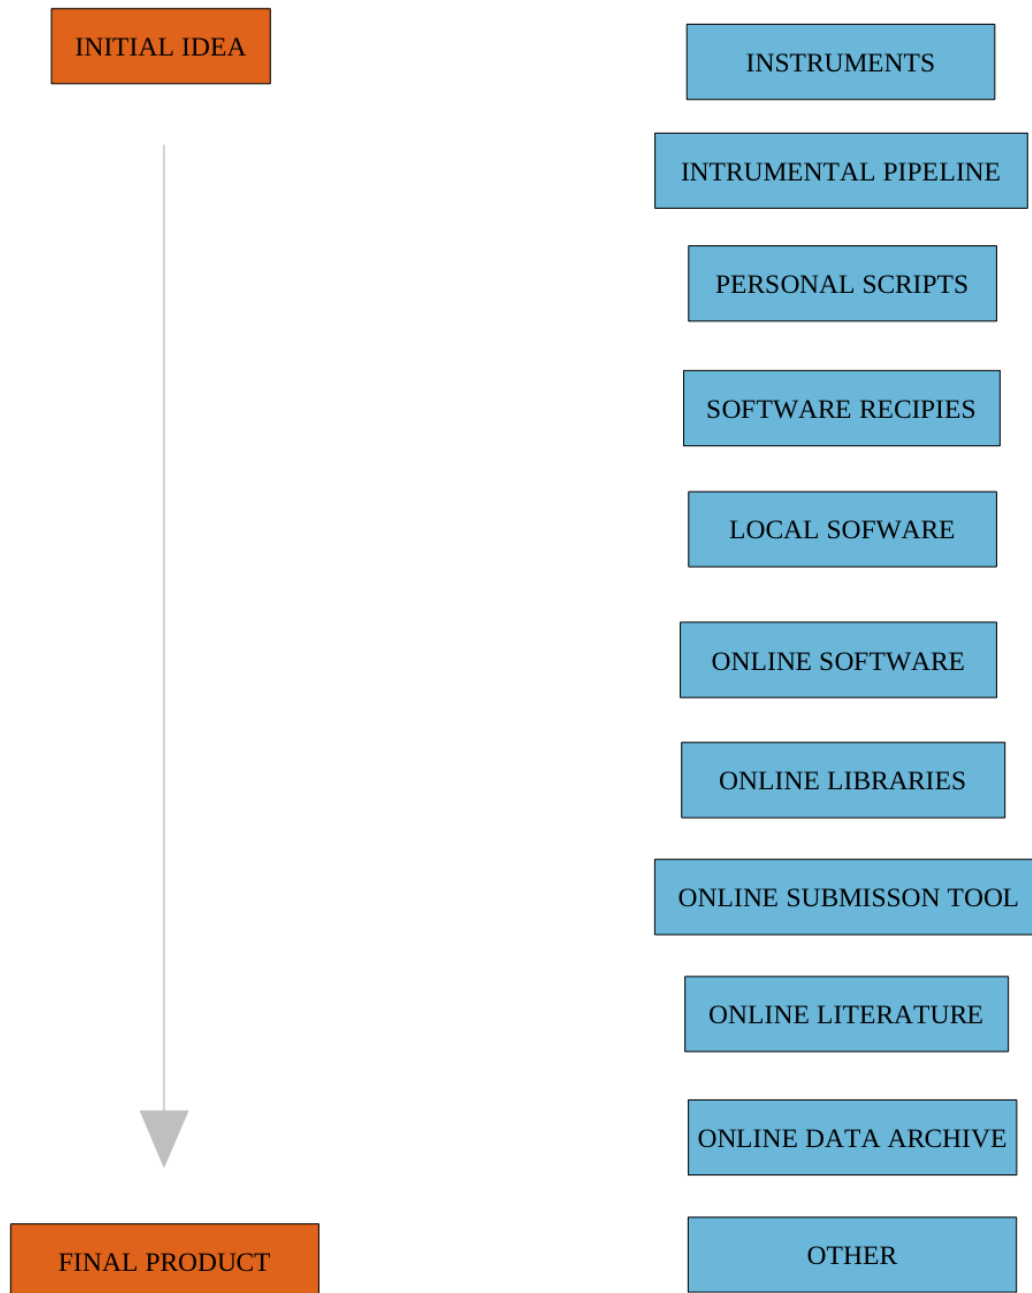 INITIAL IDEA
INSTRUMENTS
INTRUMENTAL PIPELINE
PERSONAL SCRIPTS
SOFTWARE RECIPIES
LOCAL SOFWARE
ONLINE SOFTWARE
ONLINE LIBRARIES
ONLINE SUBMISSON TOOL
ONLINE LITERATURE
ONLINE DATA ARCHIVE
OTHER
FINAL PRODUCT